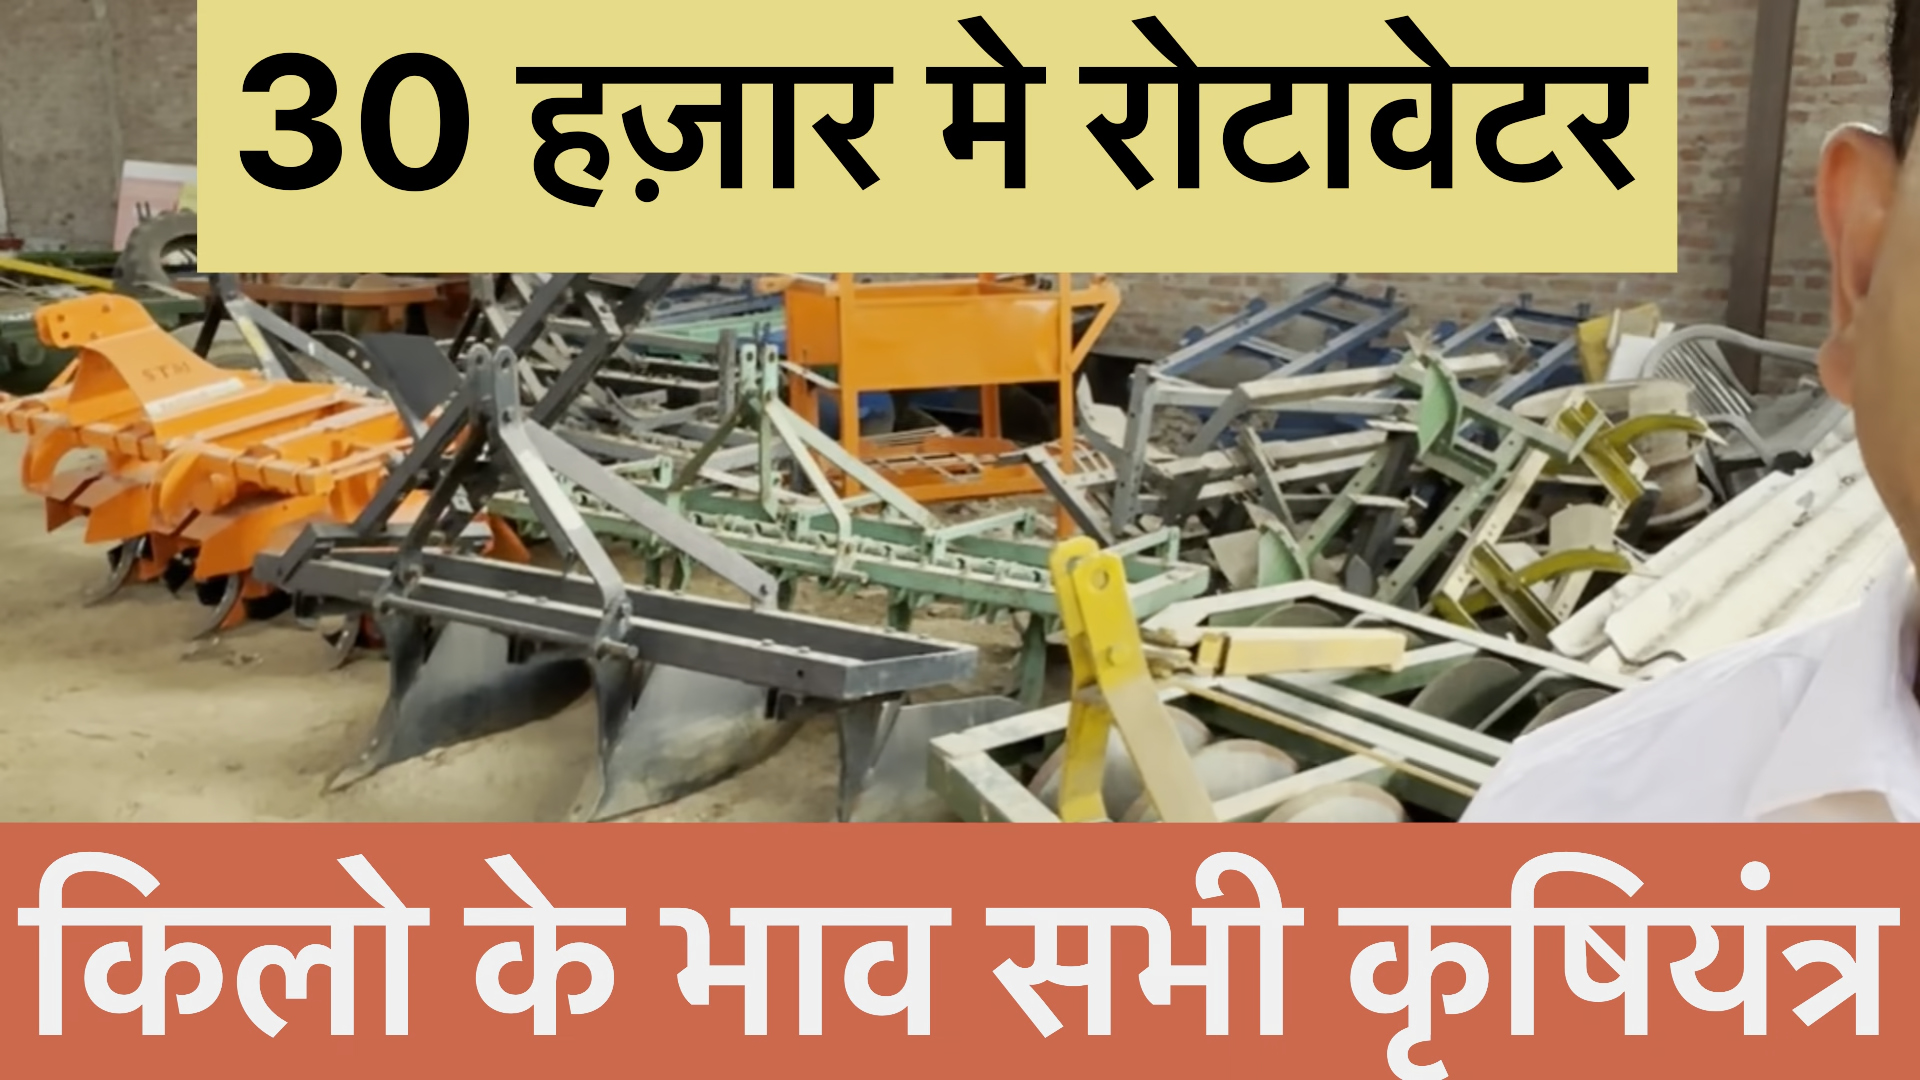 30 हज़ार मे रोटावेटर
किलो के भाव सभी कृषियंत्र